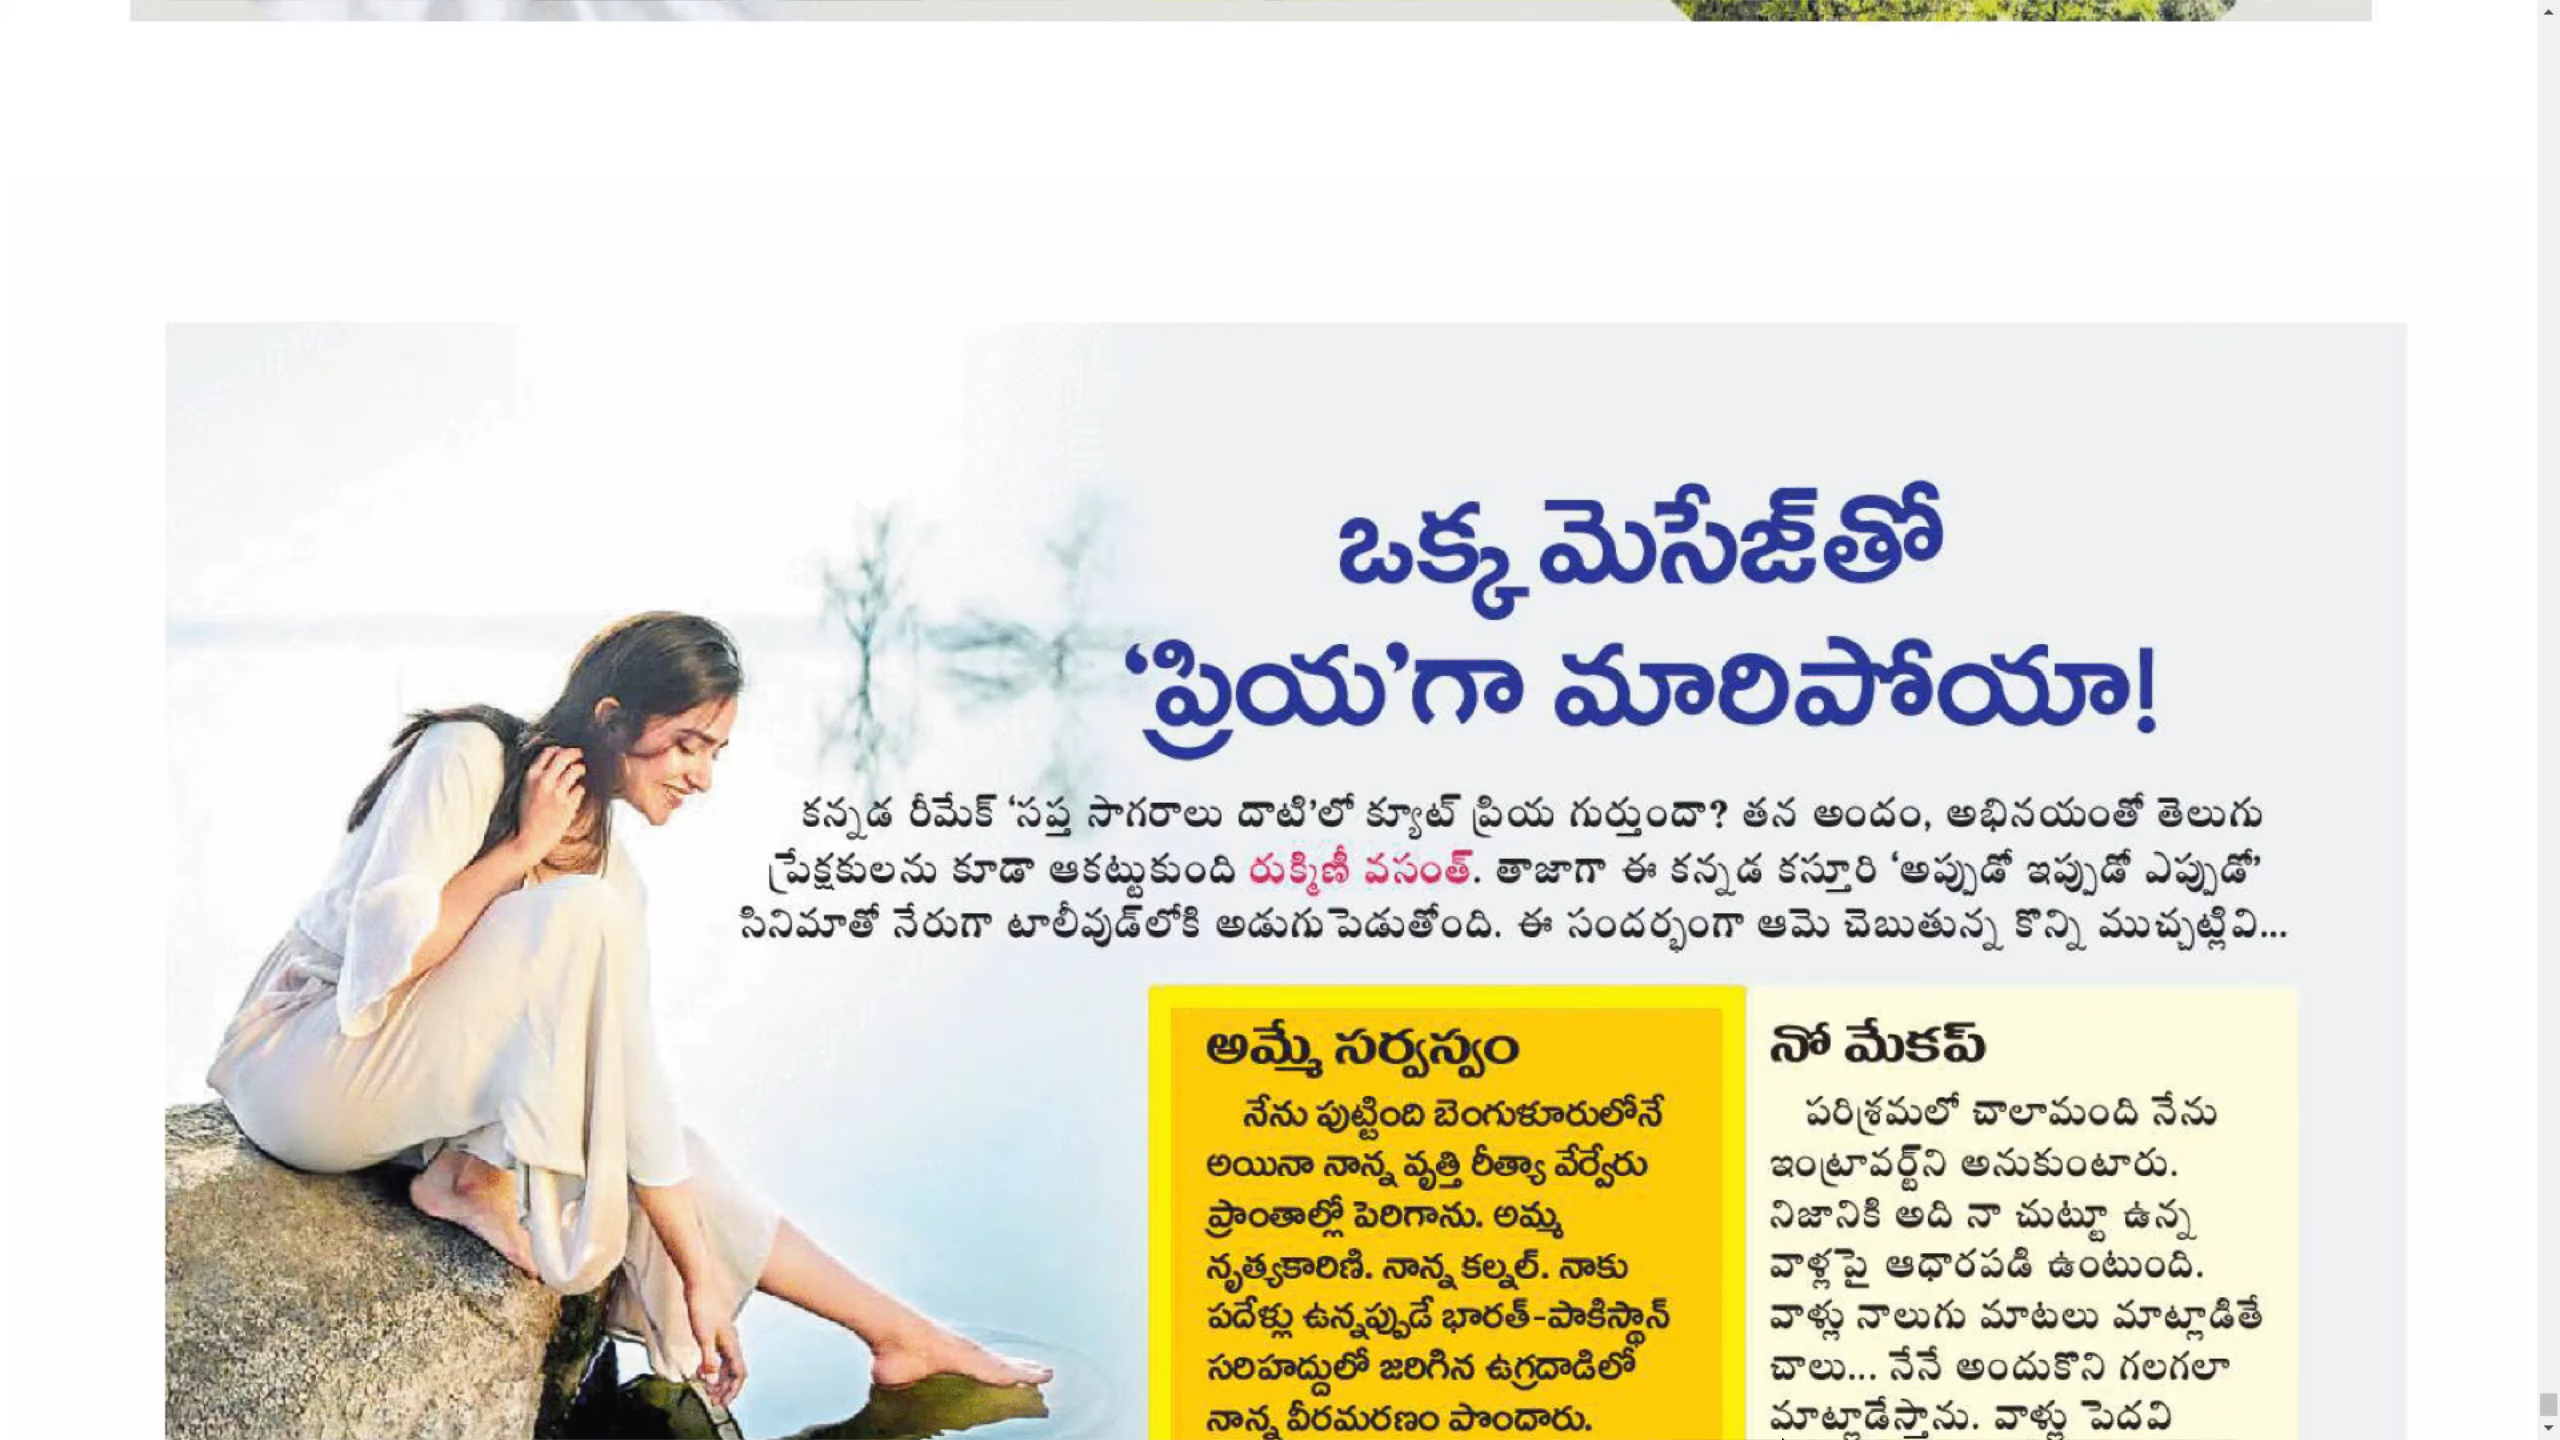 ఒక్క మెసేజ్‌తో
‘ప్రియ’గా మారిపోయా!
కన్నడ రీమేక్ ‘సప్త సాగరాలు దాటి’లో క్యూట్ ప్రియ గుర్తుందా? తన అందం, అభినయంతో తెలుగు
ప్రేక్షకులను కూడా ఆకట్టుకుంది రుక్మిణీ వసంత్. తాజాగా ఈ కన్నడ కస్తూరి ‘అప్పుడో ఇప్పుడో ఎప్పుడో’
సినిమాతో నేరుగా టాలీవుడ్‌లోకి అడుగు పెడుతోంది. ఈ సందర్భంగా ఆమె చెబుతున్న కొన్ని ముచ్చట్లివి...
అమ్మే సర్వస్వం
నేను పుట్టింది బెంగుళూరులోనే
అయినా నాన్న వృత్తి రీత్యా వేర్వేరు
ప్రాంతాల్లో పెరిగాను. అమ్మ
నృత్యకారిణి. నాన్న కల్నల్. నాకు
పదేళ్లు ఉన్నప్పుడే భారత్-పాకిస్థాన్
సరిహద్దులో జరిగిన ఉగ్రదాడిలో
నాన్న వీరమరణం పొందారు.
నో మేకప్
పరిశ్రమలో చాలామంది నేను
ఇంట్రావర్ట్‌ని అనుకుంటారు.
నిజానికి అది నా చుట్టూ ఉన్న
వాళ్లపై ఆధారపడి ఉంటుంది.
వాళ్లు నాలుగు మాటలు మాట్లాడితే
చాలు... నేనే అందుకొని గలగలా
మాట్లాడేస్తాను. వాళ్లు పెదవి